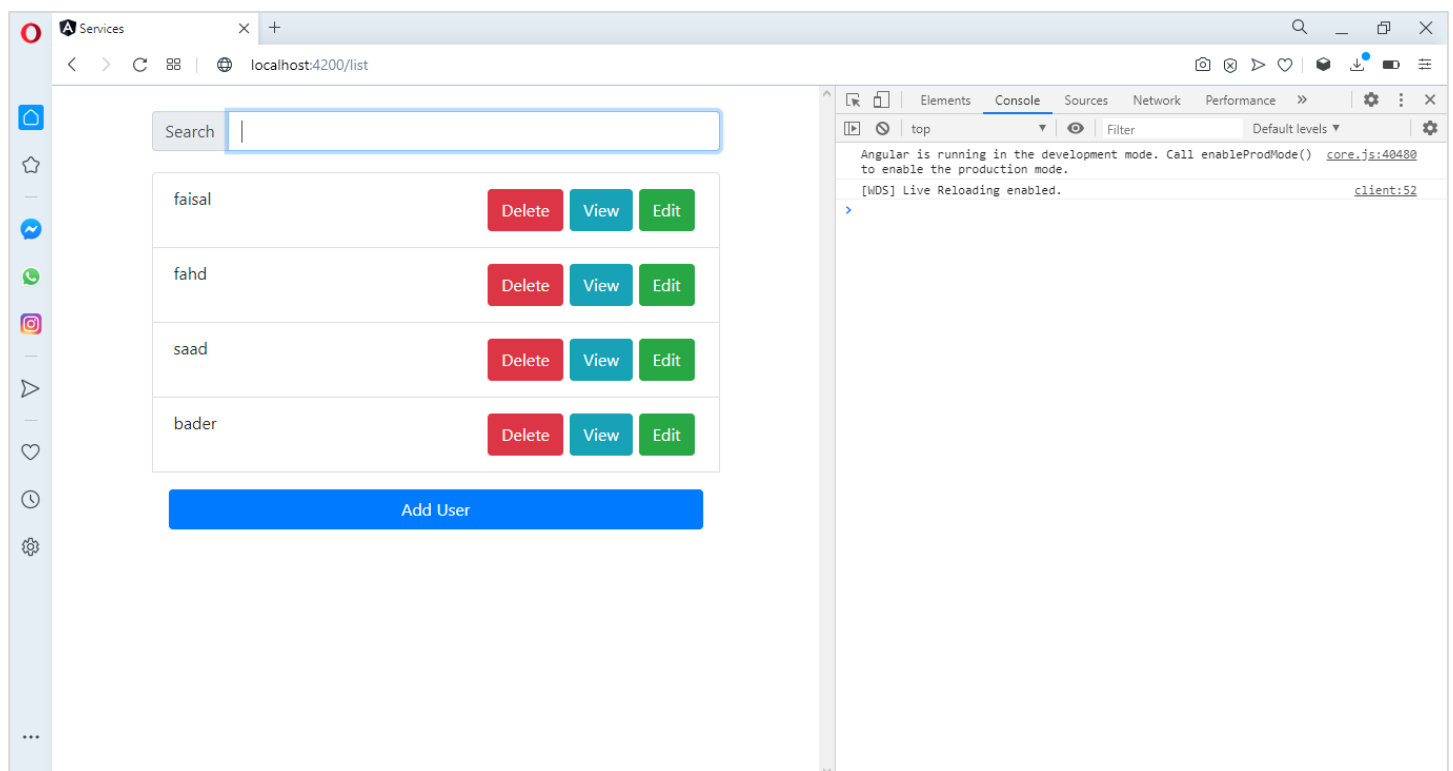 Services
localhost:4200/list
Elements Console Sources Network Performance »
top Filter Default levels
Angular is running in the development mode. Call enableProdMode() core.js:40480
to enable the production mode.
[WDS] Live Reloading enabled. client:52
Search
faisal Delete View Edit
fahd Delete View Edit
saad Delete View Edit
bader Delete View Edit
Add User